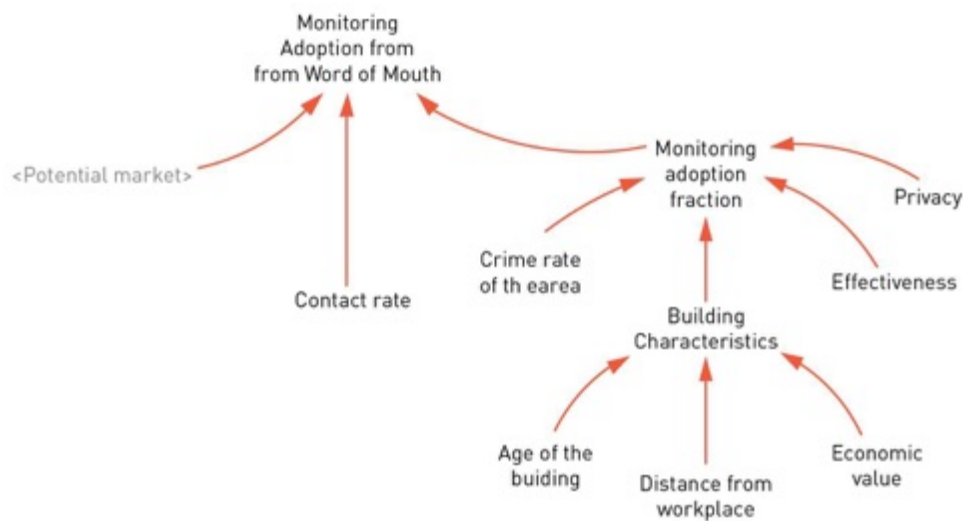 Monitoring
Adoption from
from Word of Mouth
<Potential market>
Monitoring
adoption
fraction
Privacy
Crime rate
of th earea
Effectiveness
Contact rate
Building
Characteristics
Age of the
buiding
Distance from
workplace
Economic
value